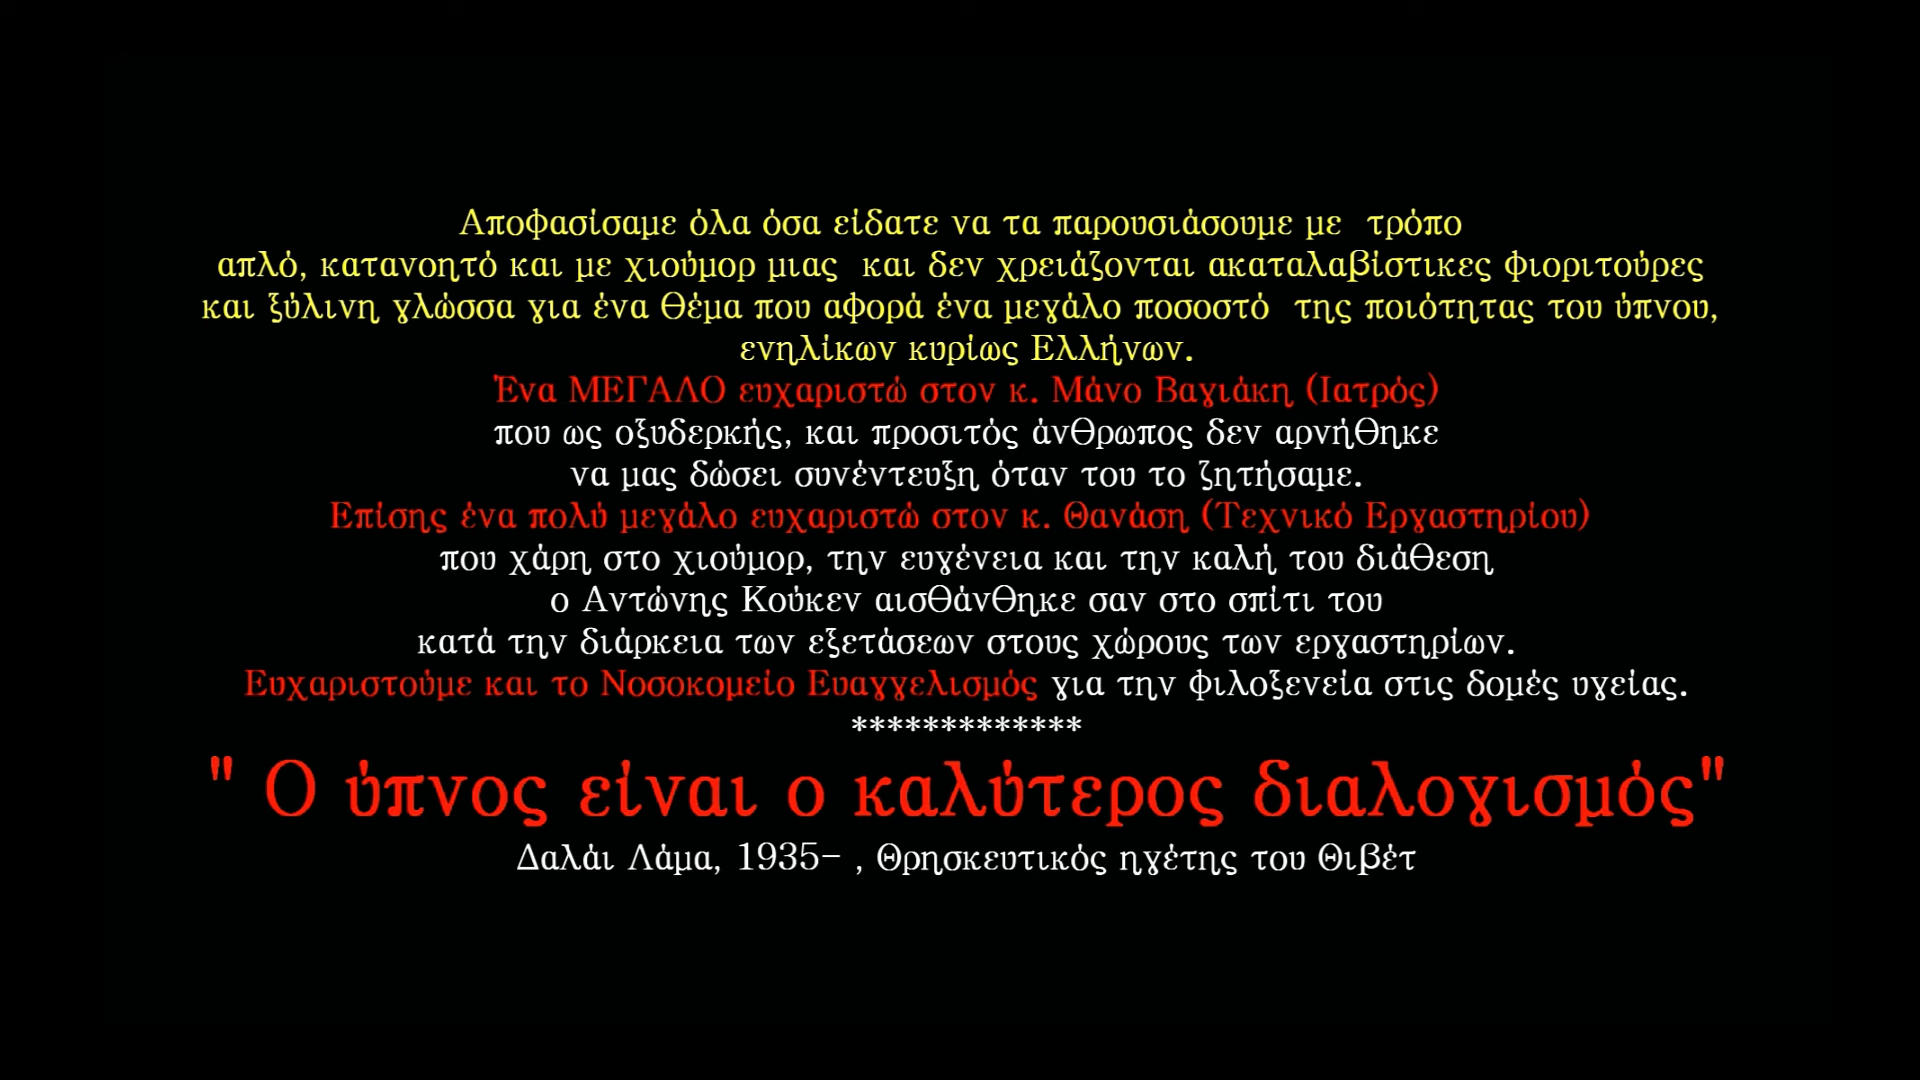 Αποφασίσαμε όλα όσα είδατε να τα παρουσιάσουμε με  τρόπο
απλό, κατανοητό και με χιούμορ μιας  και δεν χρειάζονται ακαταλαβίστικες φιοριτούρες
και ξύλινη γλώσσα για ένα θέμα που αφορά ένα μεγάλο ποσοστό  της ποιότητας του ύπνου,
ενηλίκων κυρίως Ελλήνων.
Ένα ΜΕΓΑΛΟ ευχαριστώ στον κ. Μάνο Βαγιάκη (Ιατρός)
που ως οξυδερκής, και προσιτός άνθρωπος δεν αρνήθηκε
να μας δώσει συνέντευξη όταν του το ζητήσαμε.
Επίσης ένα πολύ μεγάλο ευχαριστώ στον κ. Θανάση (Τεχνικό Εργαστηρίου)
που χάρη στο χιούμορ, την ευγένεια και την καλή του διάθεση
ο Αντώνης Κούκεν αισθάνθηκε σαν στο σπίτι του
κατά την διάρκεια των εξετάσεων στους χώρους των εργαστηρίων.
Ευχαριστούμε και το Νοσοκομείο Ευαγγελισμός για την φιλοξενεία στις δομές υγείας.
*************
" Ο ύπνος είναι ο καλύτερος διαλογισμός"
Δαλάι Λάμα, 1935- , Θρησκευτικός ηγέτης του Θιβέτ